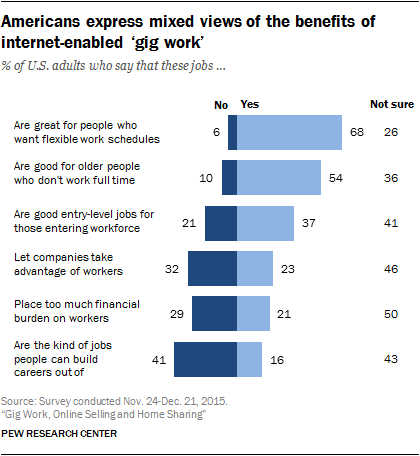 Americans express mixed views of the benefits of
internet-enabled ‘gig work’
% of U.S. adults who say that these jobs ...
No Yes Not sure
Are great for people who
want flexible work schedules
6 68 26
Are good for older people
who don't work full time
10 54 36
Are good entry-level jobs for
those entering workforce
21 37 41
Let companies take
advantage of workers
32 23 46
Place too much financial
burden on workers
29 21 50
Are the kind of jobs
people can build
careers out of
41 16 43
Source: Survey conducted Nov. 24-Dec. 21, 2015.
“Gig Work, Online Selling and Home Sharing”
PEW RESEARCH CENTER